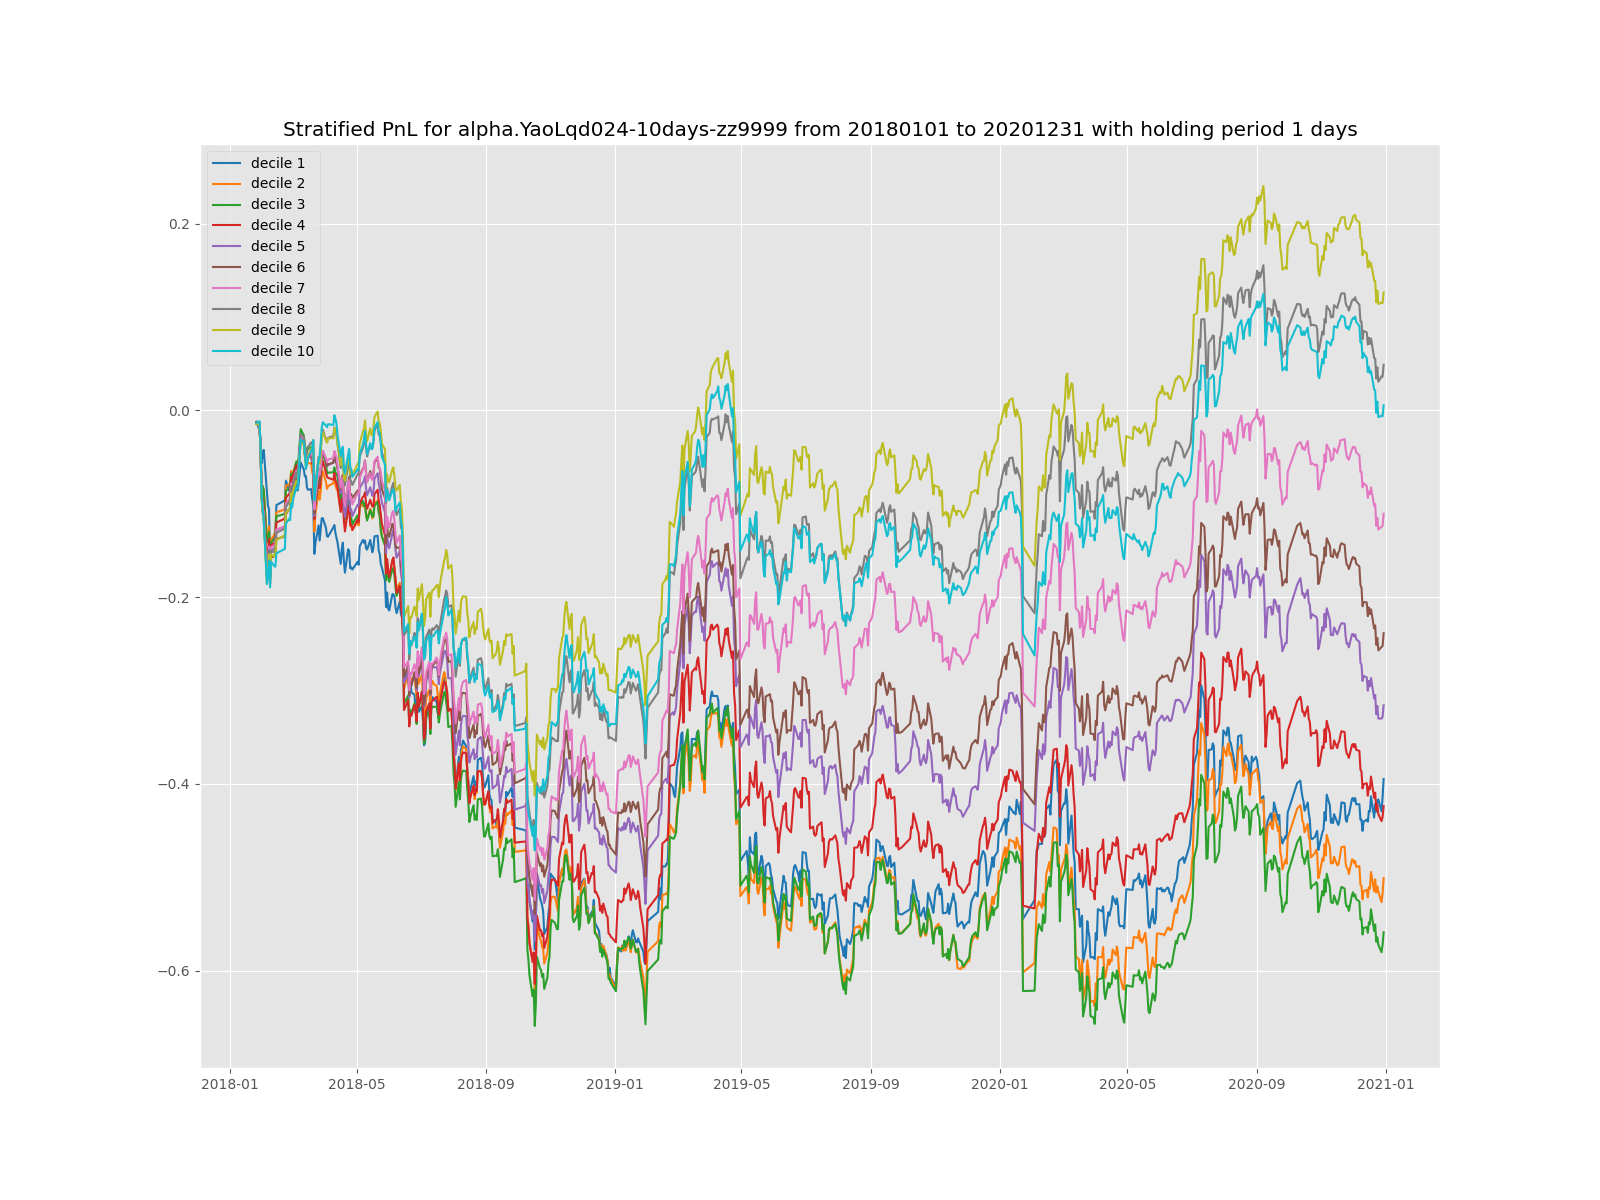 Stratified PnL for alpha.YaoLqd024-10days-zz9999 from 20180101 to 20201231 with holding period 1 days
decile 1
decile 2
decile 3
decile 4
decile 5
decile 6
decile 7
decile 8
decile 9
decile 10
0.2
0.0
−0.2
−0.4
−0.6
2018-01 2018-05 2018-09 2019-01 2019-05 2019-09 2020-01 2020-05 2020-09 2021-01